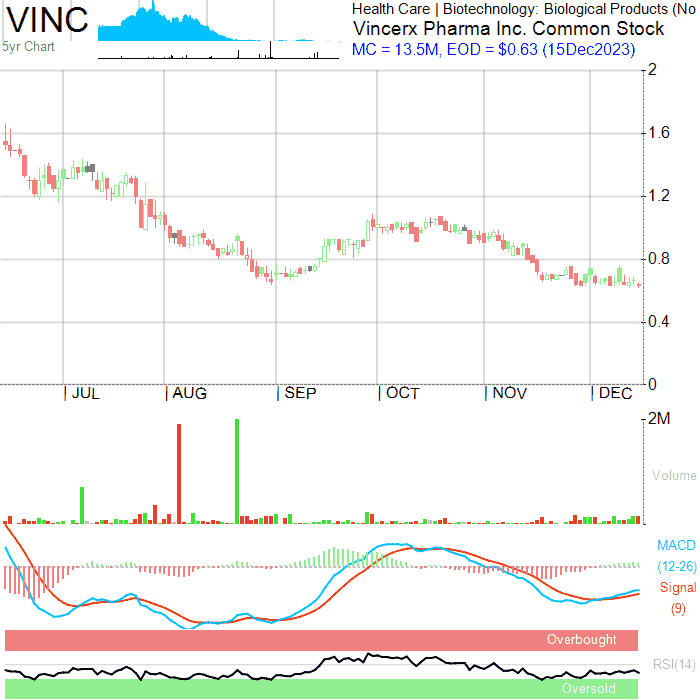 VINC
5yr Chart
Health Care | Biotechnology: Biological Products (No
Vincerx Pharma Inc. Common Stock
MC = 13.5M, EOD = $0.63 (15Dec2023)
2
1.6
1.2
0.8
0.4
0
JUL
AUG
SEP
OCT
NOV
DEC
2M
Volume
MACD
(12-26)
Signal
(9)
Overbought
RSI(14)
Oversold